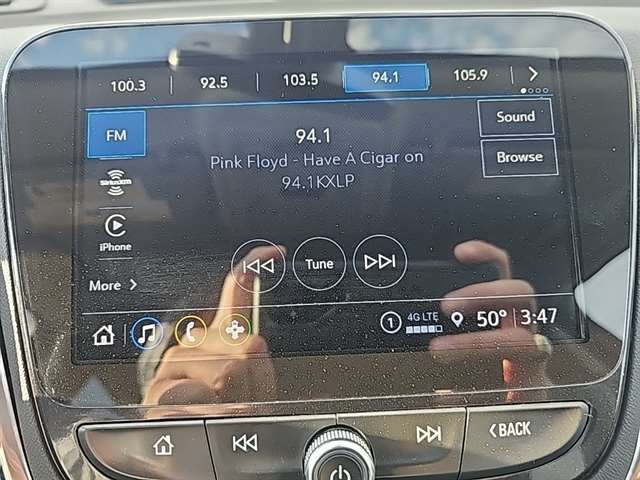 100.3 92.5 103.5 94.1 105.9
FM
94.1
Sound
Pink Floyd - Have A Cigar on
94.1KXLP
Browse
SiriusXM
iPhone
Tune
More
1 4G LTE 50° 3:47
BACK